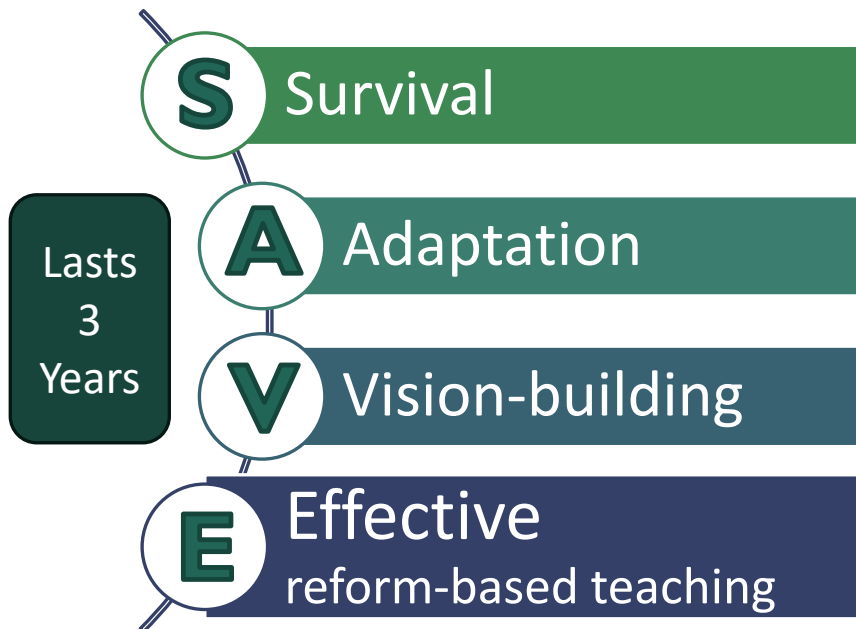 S Survival
A Adaptation
Lasts
3
Years
V Vision-building
E Effective
reform-based teaching